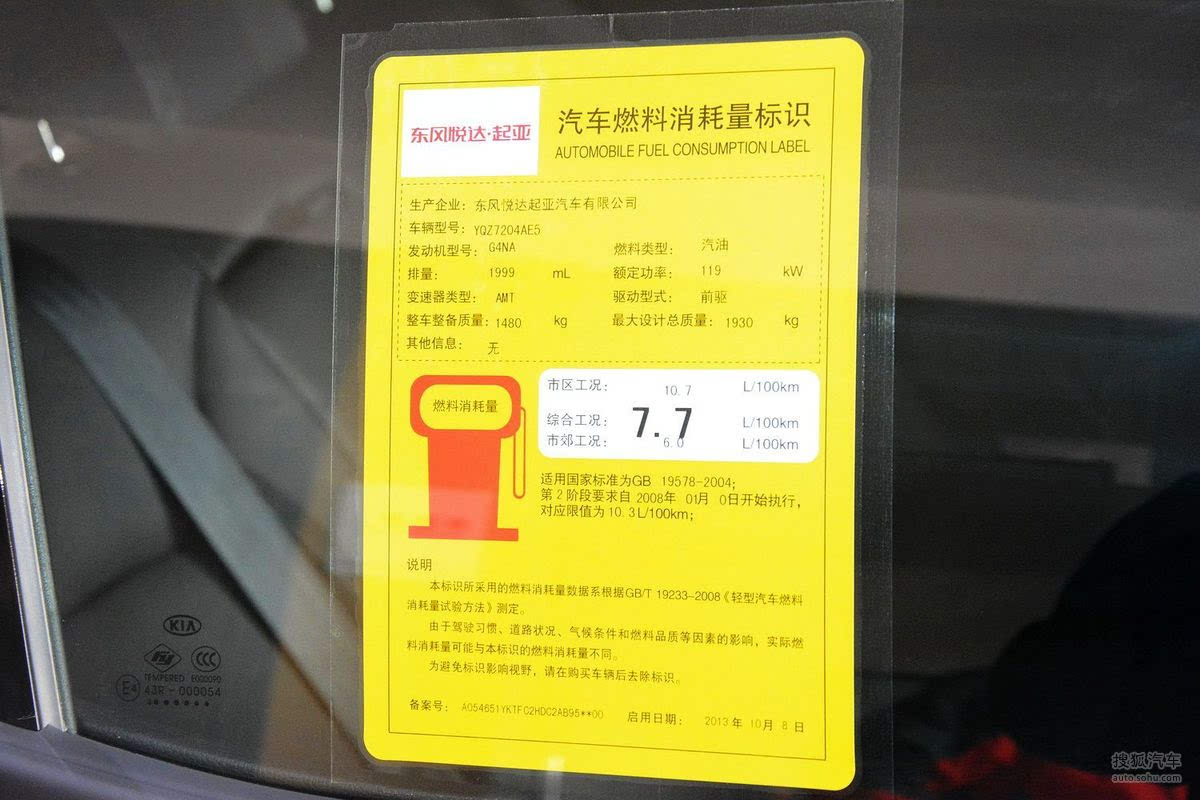 东风悦达·起亚
汽车燃料消耗量标识
AUTOMOBILE FUEL CONSUMPTION LABEL
生产企业: 东风悦达起亚汽车有限公司
车辆型号: YQZ7204AE5
发动机型号: G4NA 燃料类型: 汽油
排量: 1999 mL 额定功率: 119 kW
变速器类型: AMT 驱动型式: 前驱
整车整备质量: 1480 kg 最大设计总质量: 1930 kg
其他信息: 无
燃料消耗量
市区工况: 10.7 L/100km
综合工况: 7.7 L/100km
市郊工况: 6.0 L/100km
适用国家标准为GB 19578-2004;
第2阶段要求自 2008年 01月 0日开始执行,
对应限值为10.3L/100km;
说明
本标识所采用的燃料消耗量数据系根据GB/T 19233-2008《轻型汽车燃料
消耗量试验方法》测定。
由于驾驶习惯、道路状况、气候条件和燃料品质等因素的影响，实际燃
料消耗量可能与本标识的燃料消耗量不同。
为避免标识影响视野，请在购买车辆后去除标识。
备案号: A054651YKTFC2HDC2AB95**00 启用日期: 2013年 10月 8日
KIA
TEMPERED E000090
E4 43R-000054
搜狐汽车
auto.sohu.com